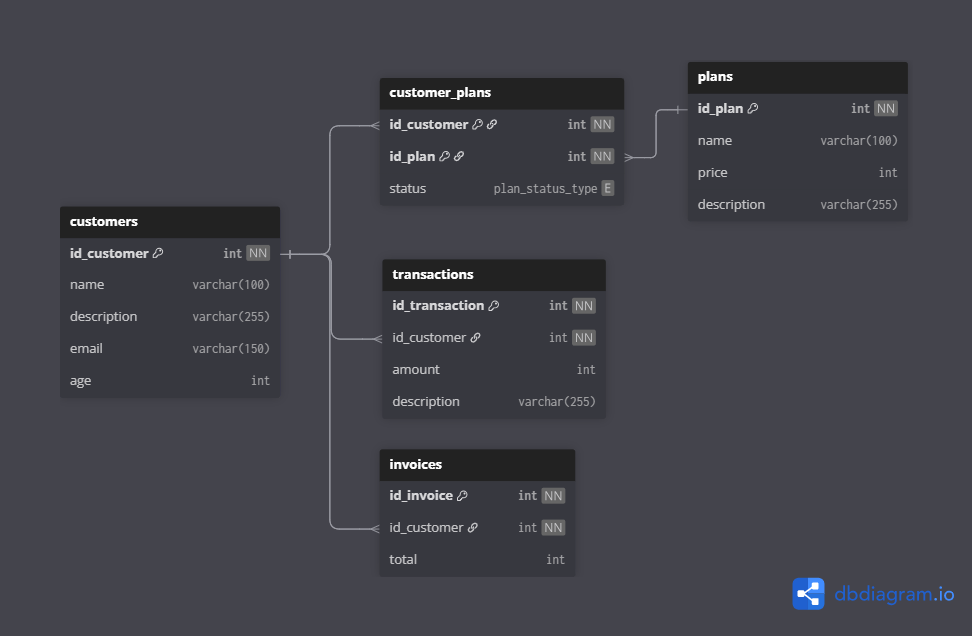 customers
id_customer int NN
name varchar(100)
description varchar(255)
email varchar(150)
age int
customer_plans
id_customer int NN
id_plan int NN
status plan_status_type E
transactions
id_transaction int NN
id_customer int NN
amount int
description varchar(255)
invoices
id_invoice int NN
id_customer int NN
total int
plans
id_plan int NN
name varchar(100)
price int
description varchar(255)
dbdiagram.io